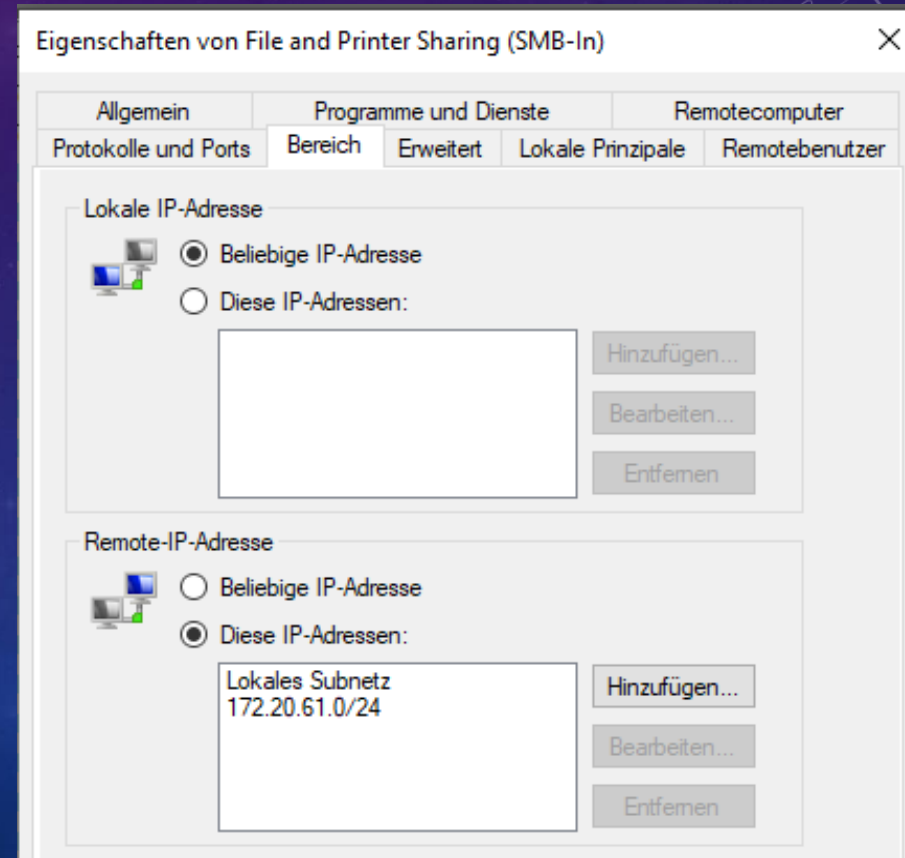 Eigenschaften von File and Printer Sharing (SMB-In)
Allgemein Programme und Dienste Remotecomputer
Protokolle und Ports Bereich Erweitert Lokale Prinzipale Remotebenutzer
Lokale IP-Adresse
Beliebige IP-Adresse
Diese IP-Adressen:
Hinzufügen...
Bearbeiten...
Entfernen
Remote-IP-Adresse
Beliebige IP-Adresse
Diese IP-Adressen:
Lokales Subnetz
172.20.61.0/24
Hinzufügen...
Bearbeiten...
Entfernen